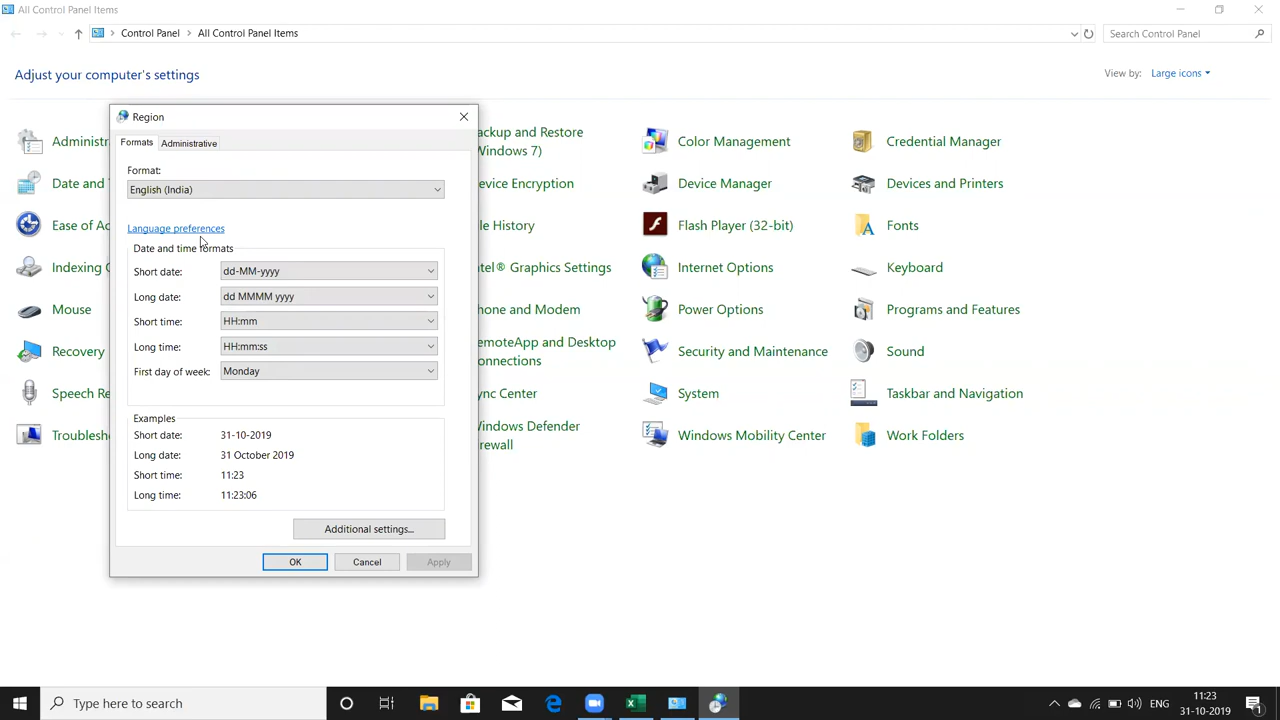 All Control Panel Items
Control Panel
All Control Panel Items
Search Control Panel
Adjust your computer's settings
View by:
Large icons
Region
Formats
Administrative
Format:
English (India)
Language preferences
Date and time formats
Short date:
dd-MM-yyyy
Long date:
dd MMMM yyyy
Short time:
HH:mm
Long time:
HH:mm:ss
First day of week:
Monday
Examples
Short date:
31-10-2019
Long date:
31 October 2019
Short time:
11:23
Long time:
11:23:06
Additional settings...
OK
Cancel
Apply
Administr
ackup and Restore
Windows 7)
Color Management
Credential Manager
Date and
evice Encryption
Device Manager
Devices and Printers
Ease of Ac
le History
Flash Player (32-bit)
Fonts
Indexing
ntel® Graphics Settings
Internet Options
Keyboard
Mouse
hone and Modem
Power Options
Programs and Features
Recovery
emoteApp and Desktop
onnections
Security and Maintenance
Sound
Speech Re
ync Center
System
Taskbar and Navigation
Troublesh
Windows Defender
irewall
Windows Mobility Center
Work Folders
Type here to search
ENG
11:23
31-10-2019
1